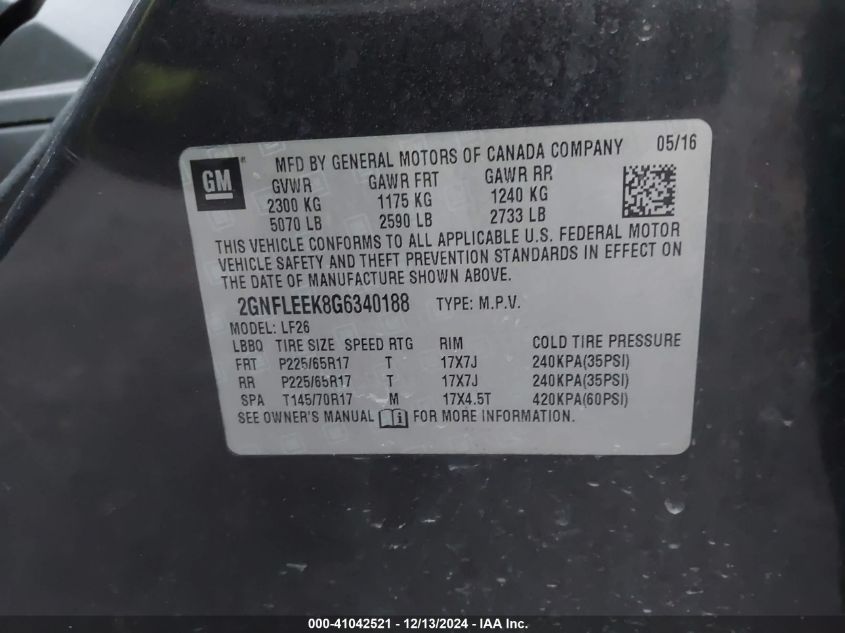 GM MFD BY GENERAL MOTORS OF CANADA COMPANY 05/16
GVWR GAWR FRT GAWR RR
2300 KG 1175 KG 1240 KG
5070 LB 2590 LB 2733 LB
THIS VEHICLE CONFORMS TO ALL APPLICABLE U.S. FEDERAL MOTOR
VEHICLE SAFETY AND THEFT PREVENTION STANDARDS IN EFFECT ON
THE DATE OF MANUFACTURE SHOWN ABOVE.
2GNFLEEK8G6340188 TYPE: M.P.V.
MODEL: LF26
LBBQ TIRE SIZE SPEED RTG RIM COLD TIRE PRESSURE
FRT P225/65R17 T 17X7J 240KPA(35PSI)
RR P225/65R17 T 17X7J 240KPA(35PSI)
SPA T145/70R17 M 17X4.5T 420KPA(60PSI)
SEE OWNER'S MANUAL FOR MORE INFORMATION.
000-41042521 - 12/13/2024 - IAA Inc.